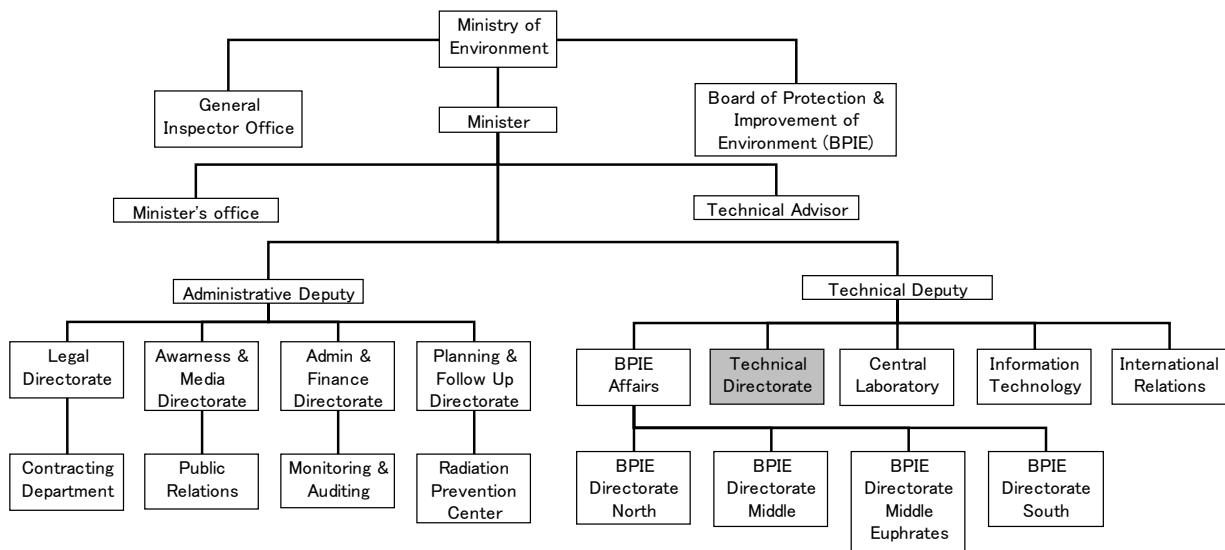 Ministry of
Environment
General
Inspector Office
Minister
Board of Protection &
Improvement of
Environment (BPIE)
Minister's office
Technical Advisor
Administrative Deputy
Technical Deputy
Legal
Directorate
Awarness &
Media
Directorate
Admin &
Finance
Directorate
Planning &
Follow Up
Directorate
BPIE
Affairs
Technical
Directorate
Central
Laboratory
Information
Technology
International
Relations
Contracting
Department
Public
Relations
Monitoring &
Auditing
Radiation
Prevention
Center
BPIE
Directorate
North
BPIE
Directorate
Middle
BPIE
Directorate
Middle
Euphrates
BPIE
Directorate
South